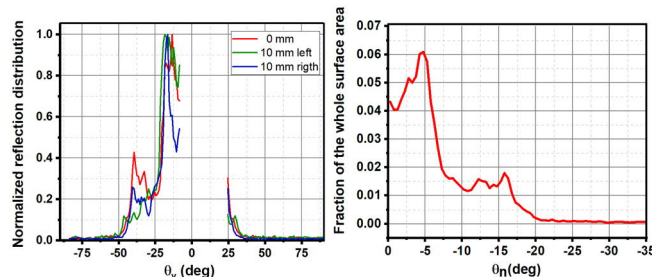 Normalized reflection distribution
1.0
0.8
0.6
0.4
0.2
0.0
0 mm
10 mm left
10 mm rigth
-75 -50 -25 0 25 50 75
θv (deg)
Fraction of the whole surface area
0.07
0.06
0.05
0.04
0.03
0.02
0.01
0.00
0 -5 -10 -15 -20 -25 -30 -35
θn(deg)